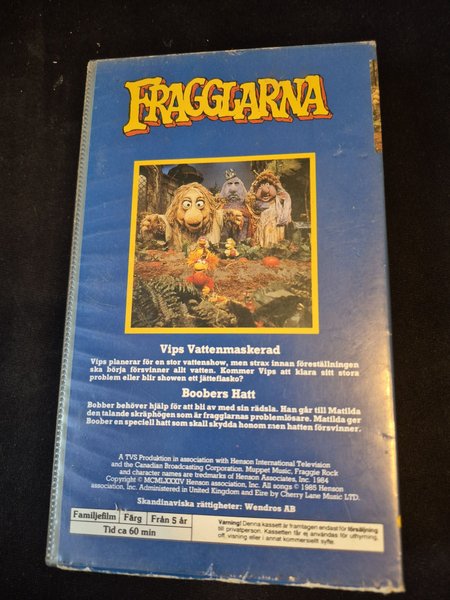 FRAGGLARNA
Vips Vattenmaskerad
Vips planerar för en stor vattenshow, men strax innan föreställningen
ska börja försvinner allt vatten. Kommer Vips att klara sitt stora
problem eller blir showen ett jättefiasko?
Boobers Hatt
Bobber behöver hjälp för att bli av med sin rädsla. Han går till Matilda
den talande skräphögen som är fragglarnas problemlösare. Matilda ger
Boober en speciell hatt som skall skydda honom men hatten försvinner.
A TVS Produktion in association with Henson International Television
and the Canadian Broadcasting Corporation. Muppet Music, Fraggle Rock
and character names are trademarks of Henson Associates, Inc. 1984
Copyright © MCMLXXXIV Henson association, Inc. All songs © 1985 Henson
association, Inc. Administered in United Kingdom and Eire by Cherry Lane Music LTD.
Skandinaviska rättigheter: Wendros AB
Familjefilm Färg Från 5 år
Tid ca 60 min
Varning! Denna kassett är framtagen endast för försäljning
till privatperson. Kassetten får ej användas för uthyrning,
off. visning eller i annat kommersiellt syfte.